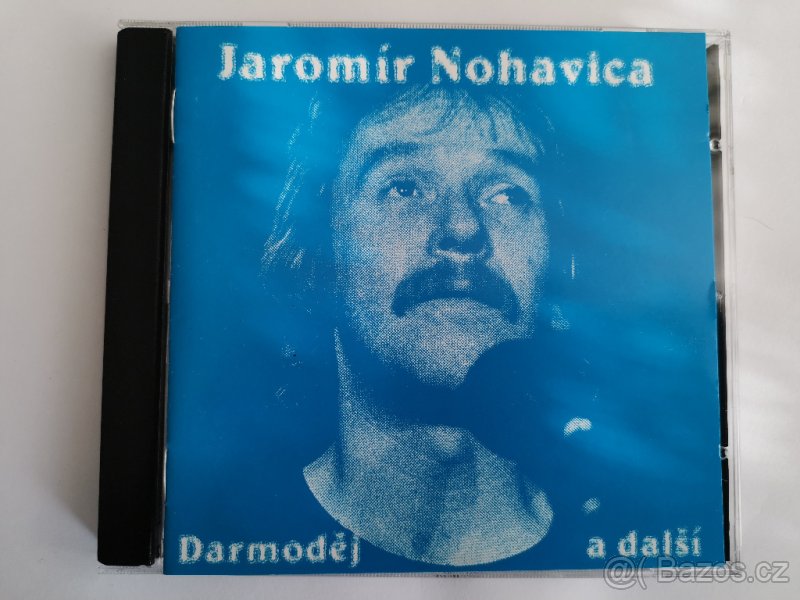 Jaromír Nohavica
Darmoděj a další
@( Bazos.cz